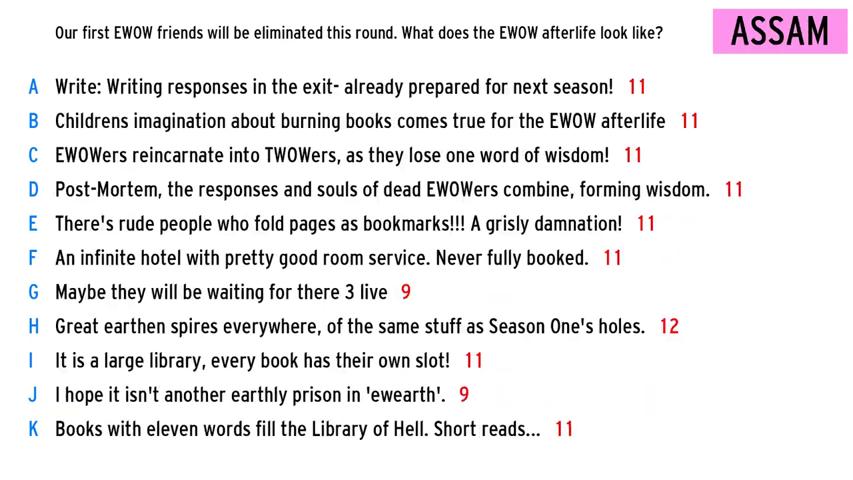 Our first EWOW friends will be eliminated this round. What does the EWOW afterlife look like?
ASSAM
A Write: Writing responses in the exit- already prepared for next season! 11
B Childrens imagination about burning books comes true for the EWOW afterlife 11
C EWOWers reincarnate into TWOWers, as they lose one word of wisdom! 11
D Post-Mortem, the responses and souls of dead EWOWers combine, forming wisdom. 11
E There's rude people who fold pages as bookmarks!!! A grisly damnation! 11
F An infinite hotel with pretty good room service. Never fully booked. 11
G Maybe they will be waiting for there 3 live 9
H Great earthen spires everywhere, of the same stuff as Season One's holes. 12
I It is a large library, every book has their own slot! 11
J I hope it isn't another earthly prison in 'ewearth'. 9
K Books with eleven words fill the Library of Hell. Short reads... 11